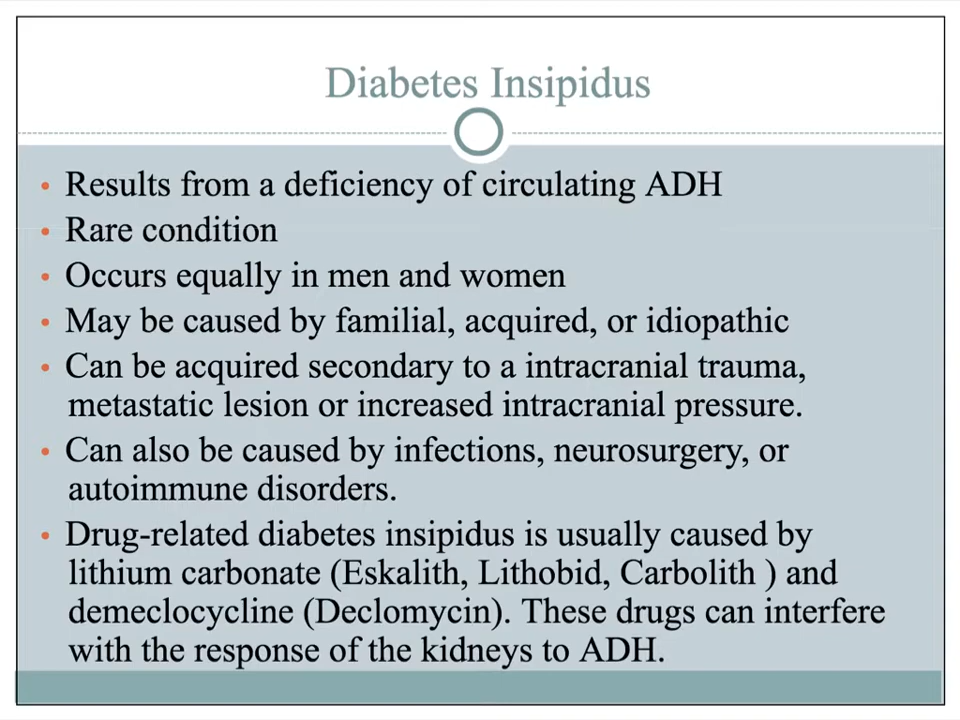 Diabetes Insipidus
• Results from a deficiency of circulating ADH
• Rare condition
• Occurs equally in men and women
• May be caused by familial, acquired, or idiopathic
• Can be acquired secondary to a intracranial trauma,
metastatic lesion or increased intracranial pressure.
• Can also be caused by infections, neurosurgery, or
autoimmune disorders.
• Drug-related diabetes insipidus is usually caused by
lithium carbonate (Eskalith, Lithobid, Carbolith ) and
demeclocycline (Declomycin). These drugs can interfere
with the response of the kidneys to ADH.